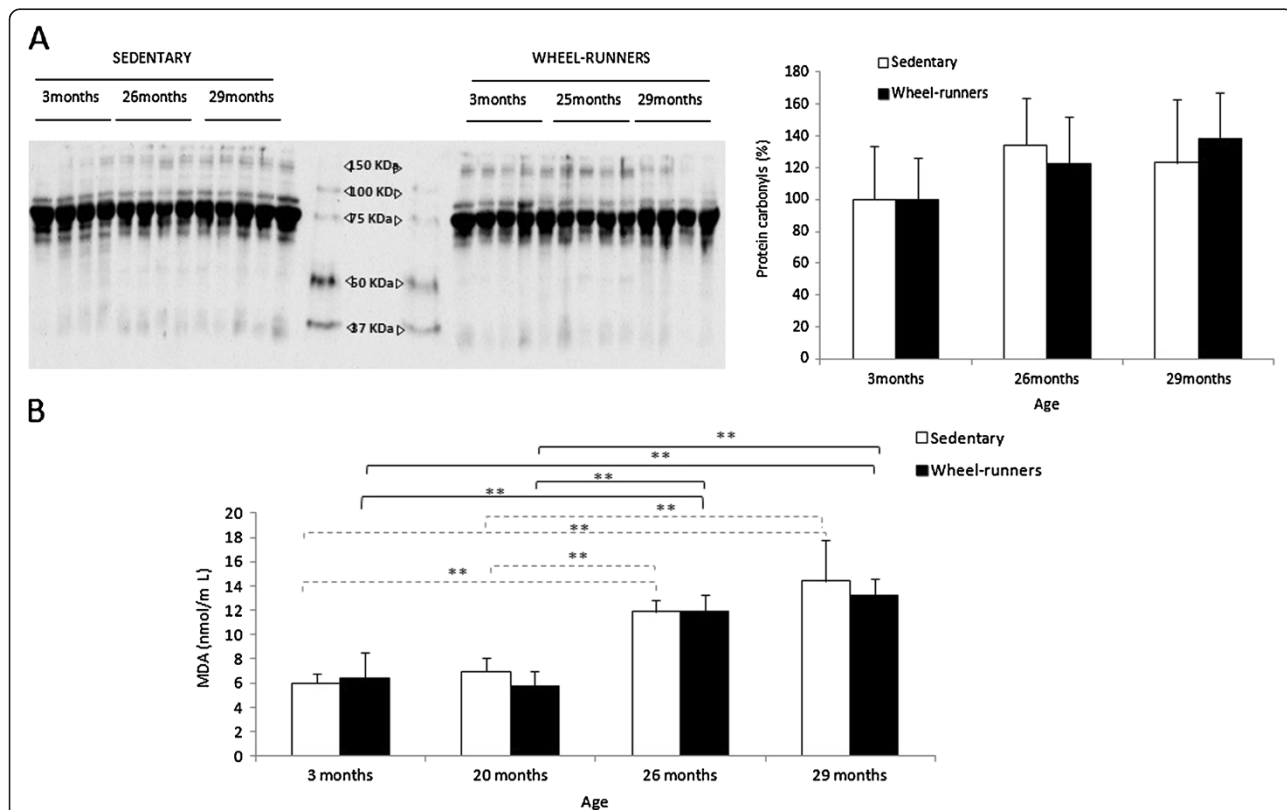 A
SEDENTARY
3months 26months 29months
WHEEL-RUNNERS
3months 25months 29months
150 KDa
100 KDa
75 KDa
50 KDa
37 KDa
Sedentary
Wheel-runners
Protein carbonyls (%)
180
160
140
120
100
80
60
40
20
0
3months 26months 29months
Age
B
Sedentary
Wheel-runners
**
**
**
**
**
**
**
**
MDA (nmol/m L)
20
18
16
14
12
10
8
6
4
2
0
3 months 20 months 26 months 29 months
Age